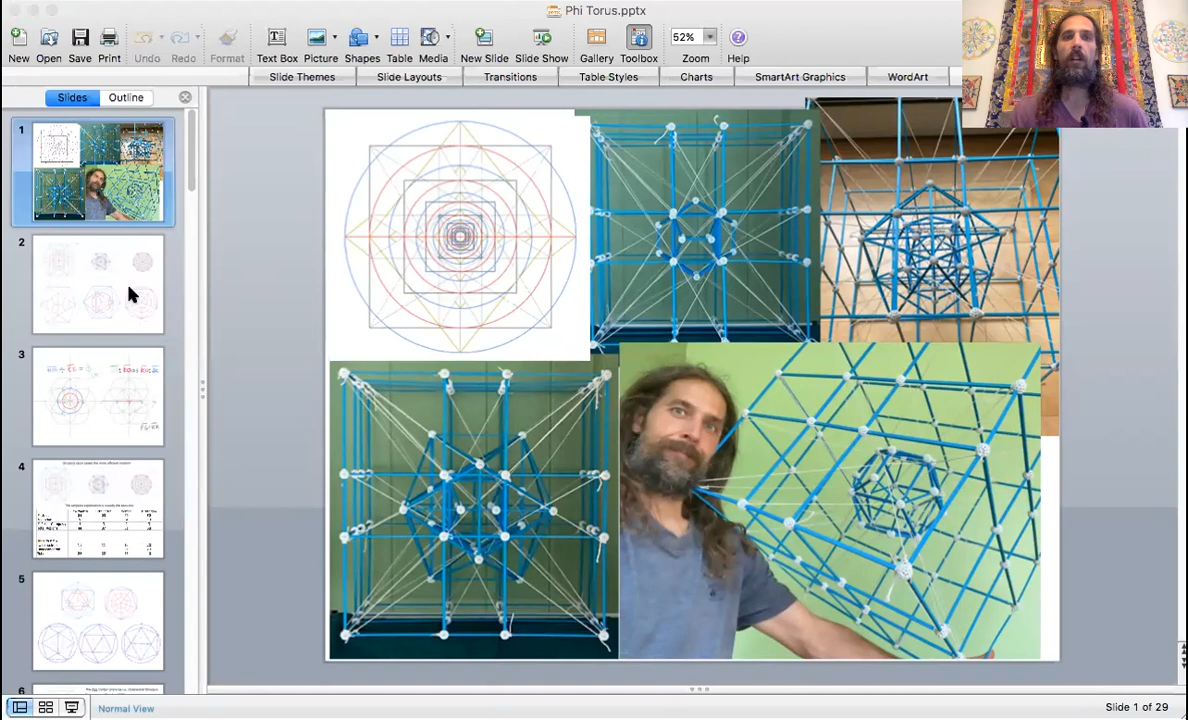 Phi Torus.pptx
New Open Save Print Undo Redo Format Text Box Picture Shapes Table Media New Slide Slide Show Gallery Toolbox 52% Zoom Help
Slide Themes Slide Layouts Transitions Table Styles Charts SmartArt Graphics WordArt
Slides Outline
1
2
3
4
5
6
Normal View
Slide 1 of 29